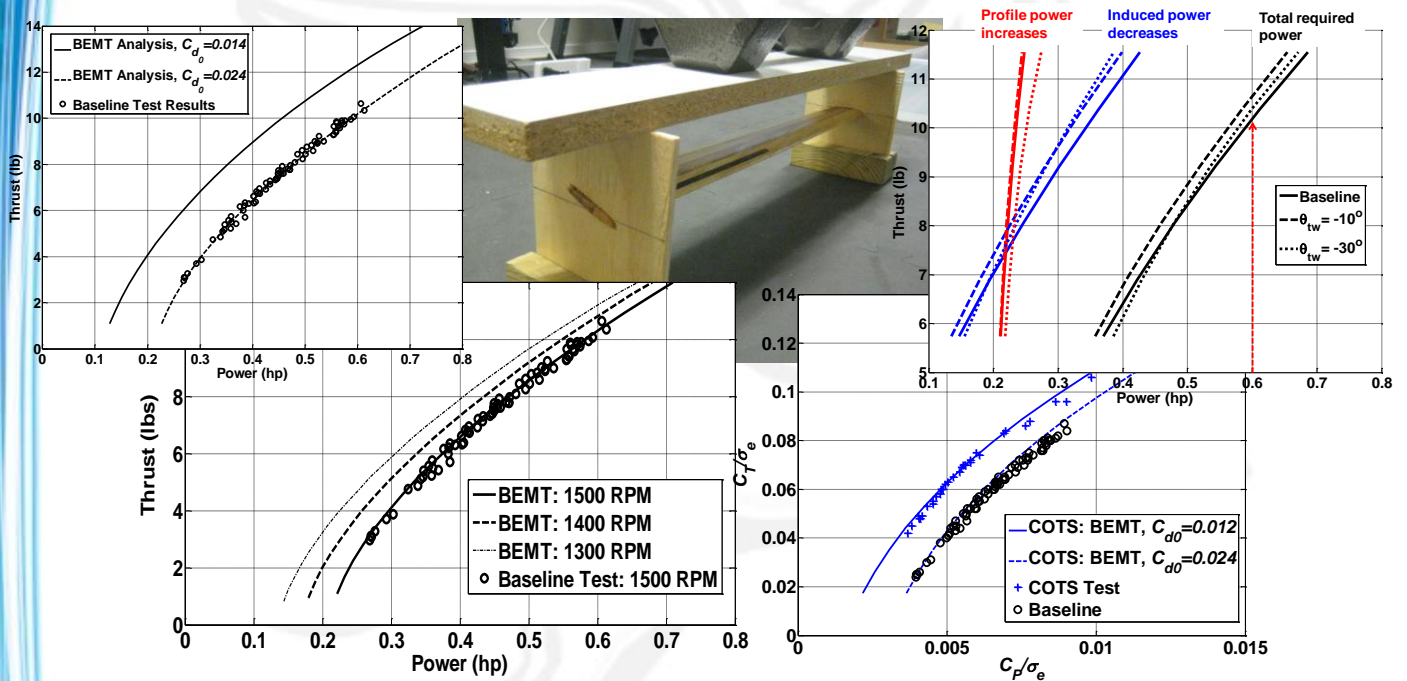 14
12
10
8
6
4
2
0
Thrust (lb)
BEMT Analysis, C_d0=0.014
BEMT Analysis, C_d0=0.024
Baseline Test Results
0 0.1 0.2 0.3 0.4 0.5 0.6 0.7 0.8
Power (hp)
Profile power
increases
Induced power
decreases
Total required
power
12
11
10
9
8
7
6
5
Thrust (lb)
Baseline
θtw = -10o
θtw = -30o
0.1 0.2 0.3 0.4 0.5 0.6 0.7 0.8
Power (hp)
8
6
4
2
0
Thrust (lbs)
BEMT: 1500 RPM
BEMT: 1400 RPM
BEMT: 1300 RPM
Baseline Test: 1500 RPM
0 0.1 0.2 0.3 0.4 0.5 0.6 0.7 0.8
Power (hp)
0.14
0.12
0.1
0.08
0.06
0.04
0.02
0
C_T/σ_e
COTS: BEMT, C_d0=0.012
COTS: BEMT, C_d0=0.024
COTS Test
Baseline
0 0.005 0.01 0.015
C_P/σ_e